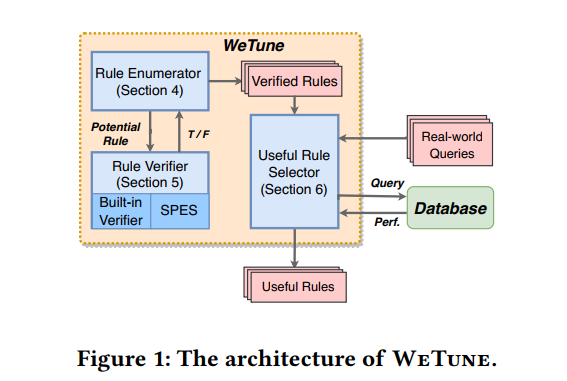 WeTune
Rule Enumerator
(Section 4)
Verified Rules
Potential
Rule
T / F
Real-world
Queries
Rule Verifier
(Section 5)
Useful Rule
Selector
(Section 6)
Built-in
Verifier
SPES
Query
Perf.
Database
Useful Rules
Figure 1: The architecture of WETUNE.